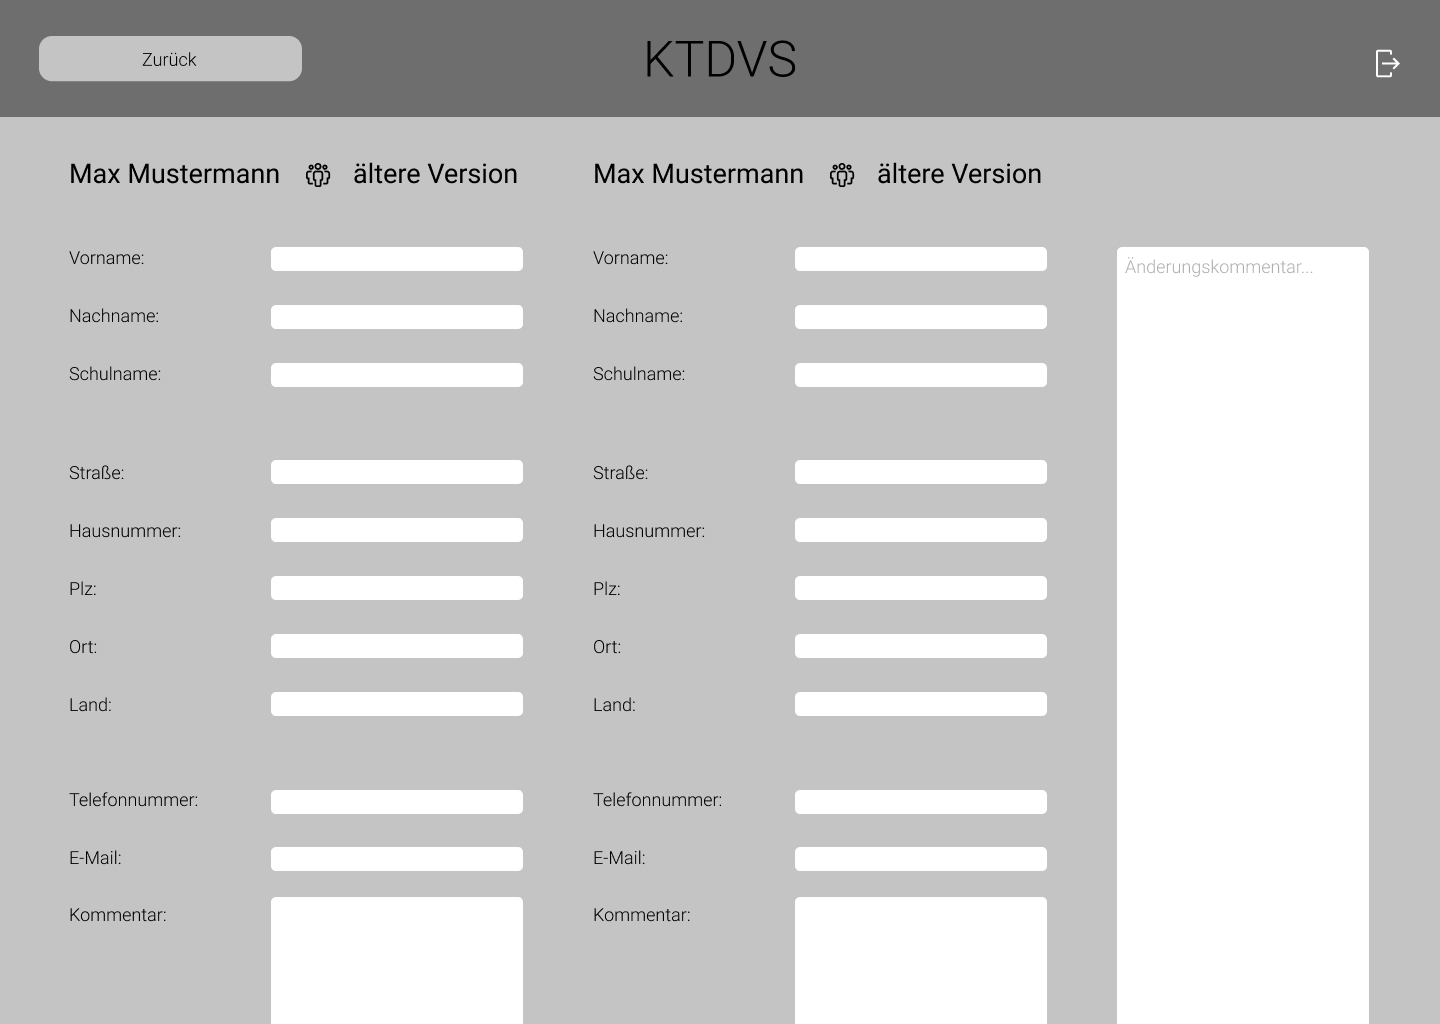 Zurück
KTDVS
Max Mustermann ältere Version
Vorname:
Nachname:
Schulname:
Straße:
Hausnummer:
Plz:
Ort:
Land:
Telefonnummer:
E-Mail:
Kommentar:
Max Mustermann ältere Version
Vorname:
Nachname:
Schulname:
Straße:
Hausnummer:
Plz:
Ort:
Land:
Telefonnummer:
E-Mail:
Kommentar:
Änderungskommentar...